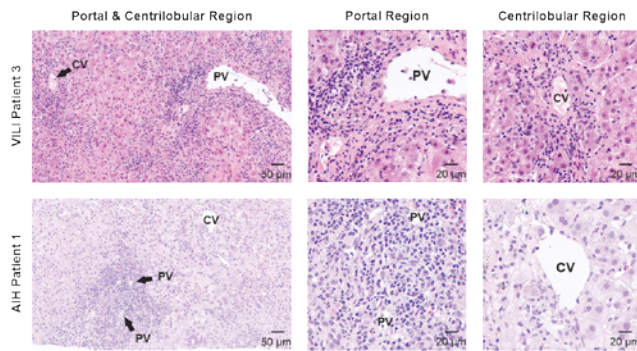 Portal & Centrilobular Region
Portal Region
Centrilobular Region
VILI Patient 3
CV
PV
50 µm
PV
20 µm
CV
20 µm
AIH Patient 1
CV
PV
PV
50 µm
PV
PV
20 µm
CV
20 µm